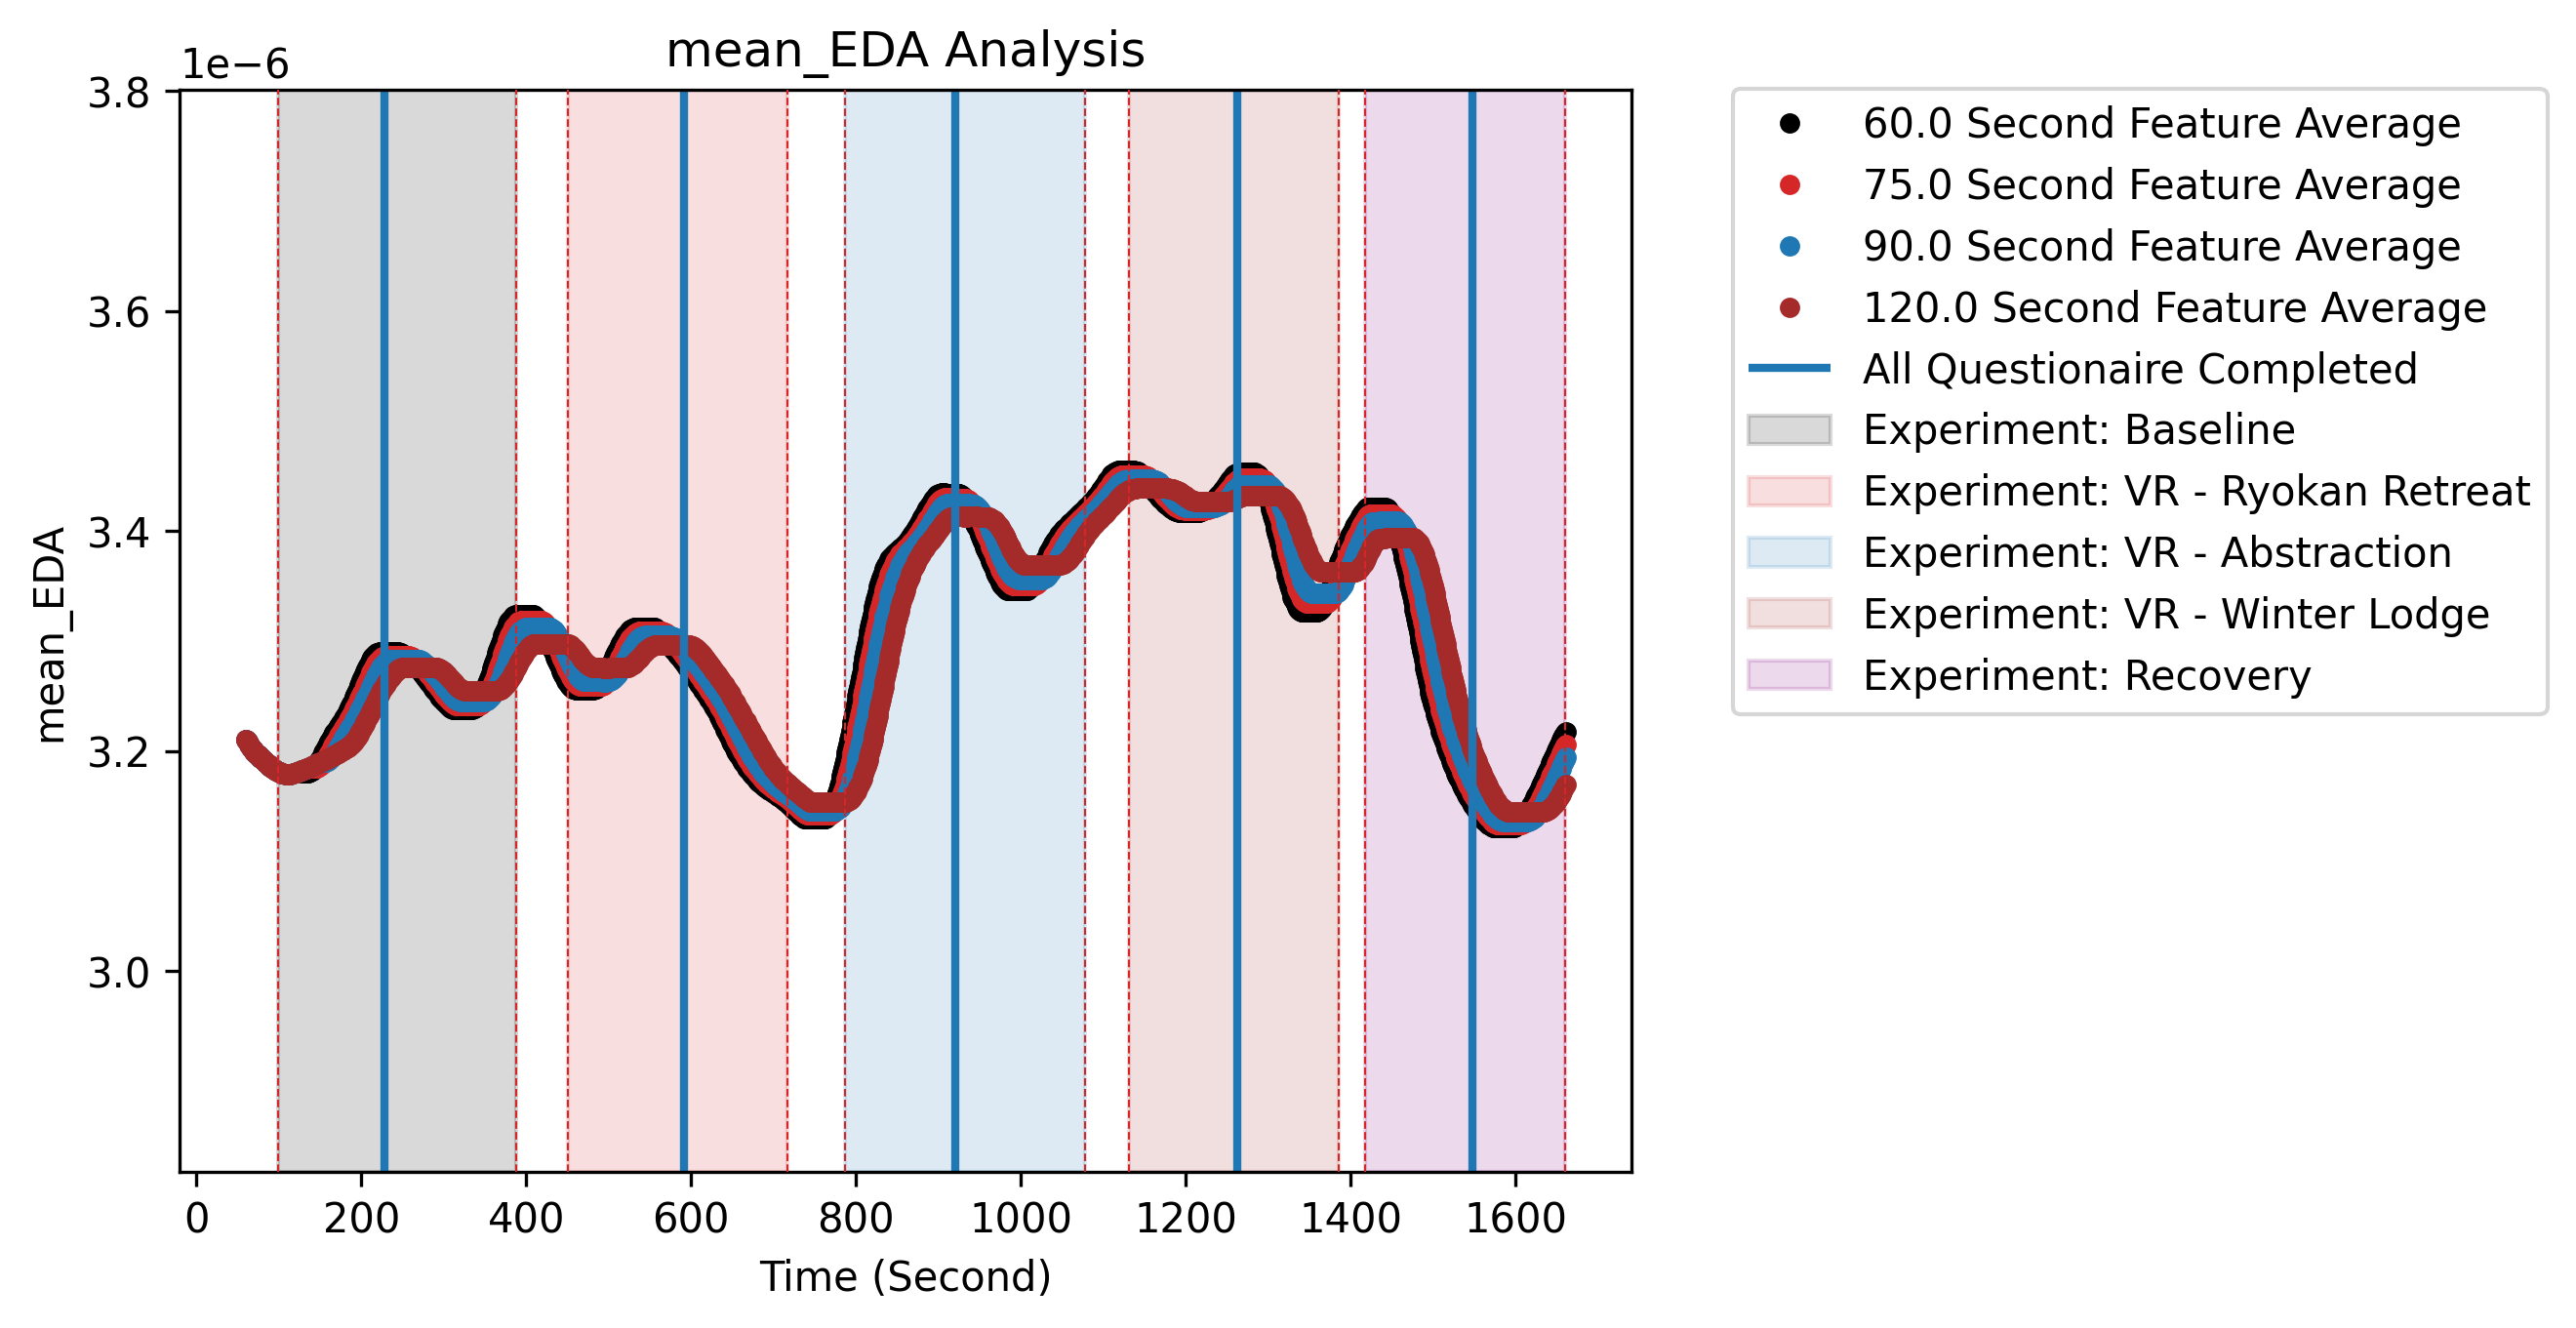 mean_EDA Analysis
1e−6
3.8
3.6
3.4
3.2
3.0
mean_EDA
0 200 400 600 800 1000 1200 1400 1600
Time (Second)
60.0 Second Feature Average
75.0 Second Feature Average
90.0 Second Feature Average
120.0 Second Feature Average
All Questionaire Completed
Experiment: Baseline
Experiment: VR - Ryokan Retreat
Experiment: VR - Abstraction
Experiment: VR - Winter Lodge
Experiment: Recovery